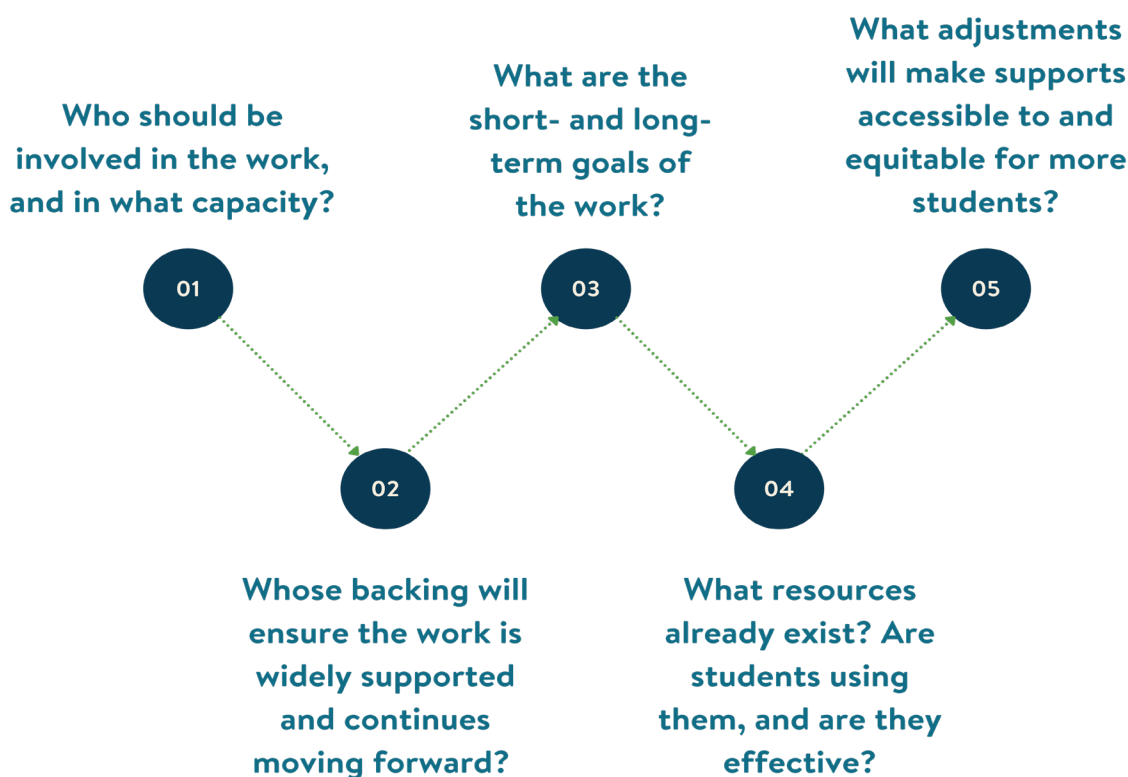 Who should be
involved in the work,
and in what capacity?
01
Whose backing will
ensure the work is
widely supported
and continues
moving forward?
02
What are the
short- and long-
term goals of
the work?
03
What resources
already exist? Are
students using
them, and are they
effective?
04
What adjustments
will make supports
accessible to and
equitable for more
students?
05